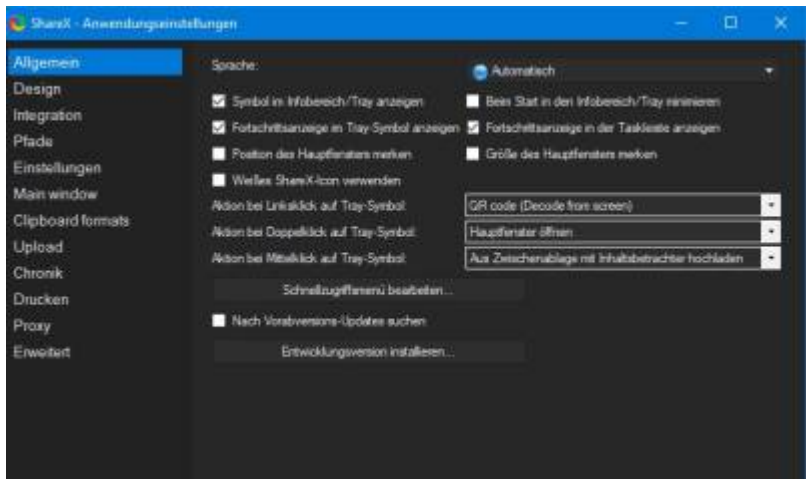 ShareX - Anwendungseinstellungen
Allgemein
Design
Integration
Pfade
Einstellungen
Main window
Clipboard formats
Upload
Chronik
Drucken
Proxy
Erweitert
Sprache: Automatisch
Symbol im Infobereich/Tray anzeigen Beim Start in den Infobereich/Tray minimieren
Fortschrittsanzeige im Tray-Symbol anzeigen Fortschrittsanzeige in der Taskleiste anzeigen
Position des Hauptfensters merken Größe des Hauptfensters merken
Weißes ShareX-Icon verwenden
Aktion bei Linksklick auf Tray-Symbol: QR code (Decode from screen)
Aktion bei Doppelklick auf Tray-Symbol: Hauptfenster öffnen
Aktion bei Mittelklick auf Tray-Symbol: Aus Zwischenablage mit Inhaltsbetrachter hochladen
Schnellzugriffsmenü bearbeiten...
Nach Vorabversions-Updates suchen
Entwicklungsversion installieren...